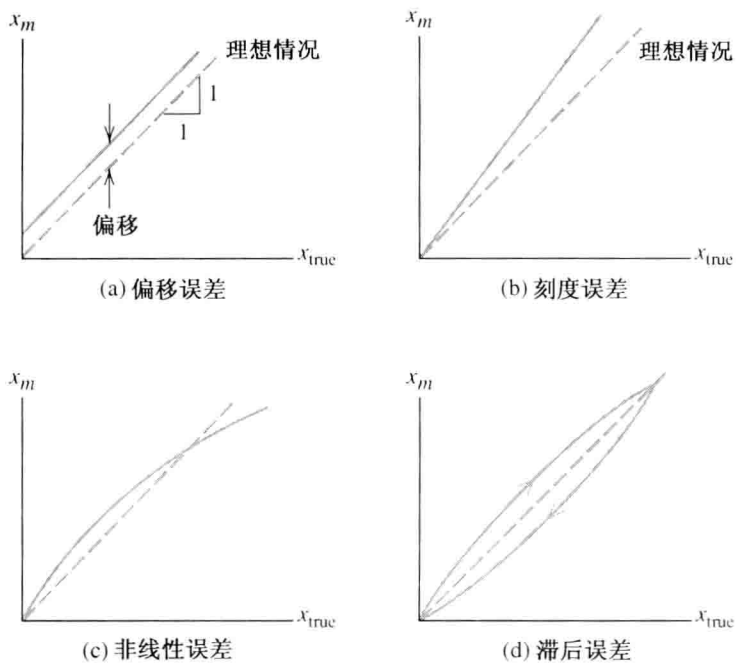 x_m
理想情况
1
1
偏移
x_true
(a) 偏移误差
x_m
理想情况
x_true
(b) 刻度误差
x_m
x_true
(c) 非线性误差
x_m
x_true
(d) 滞后误差